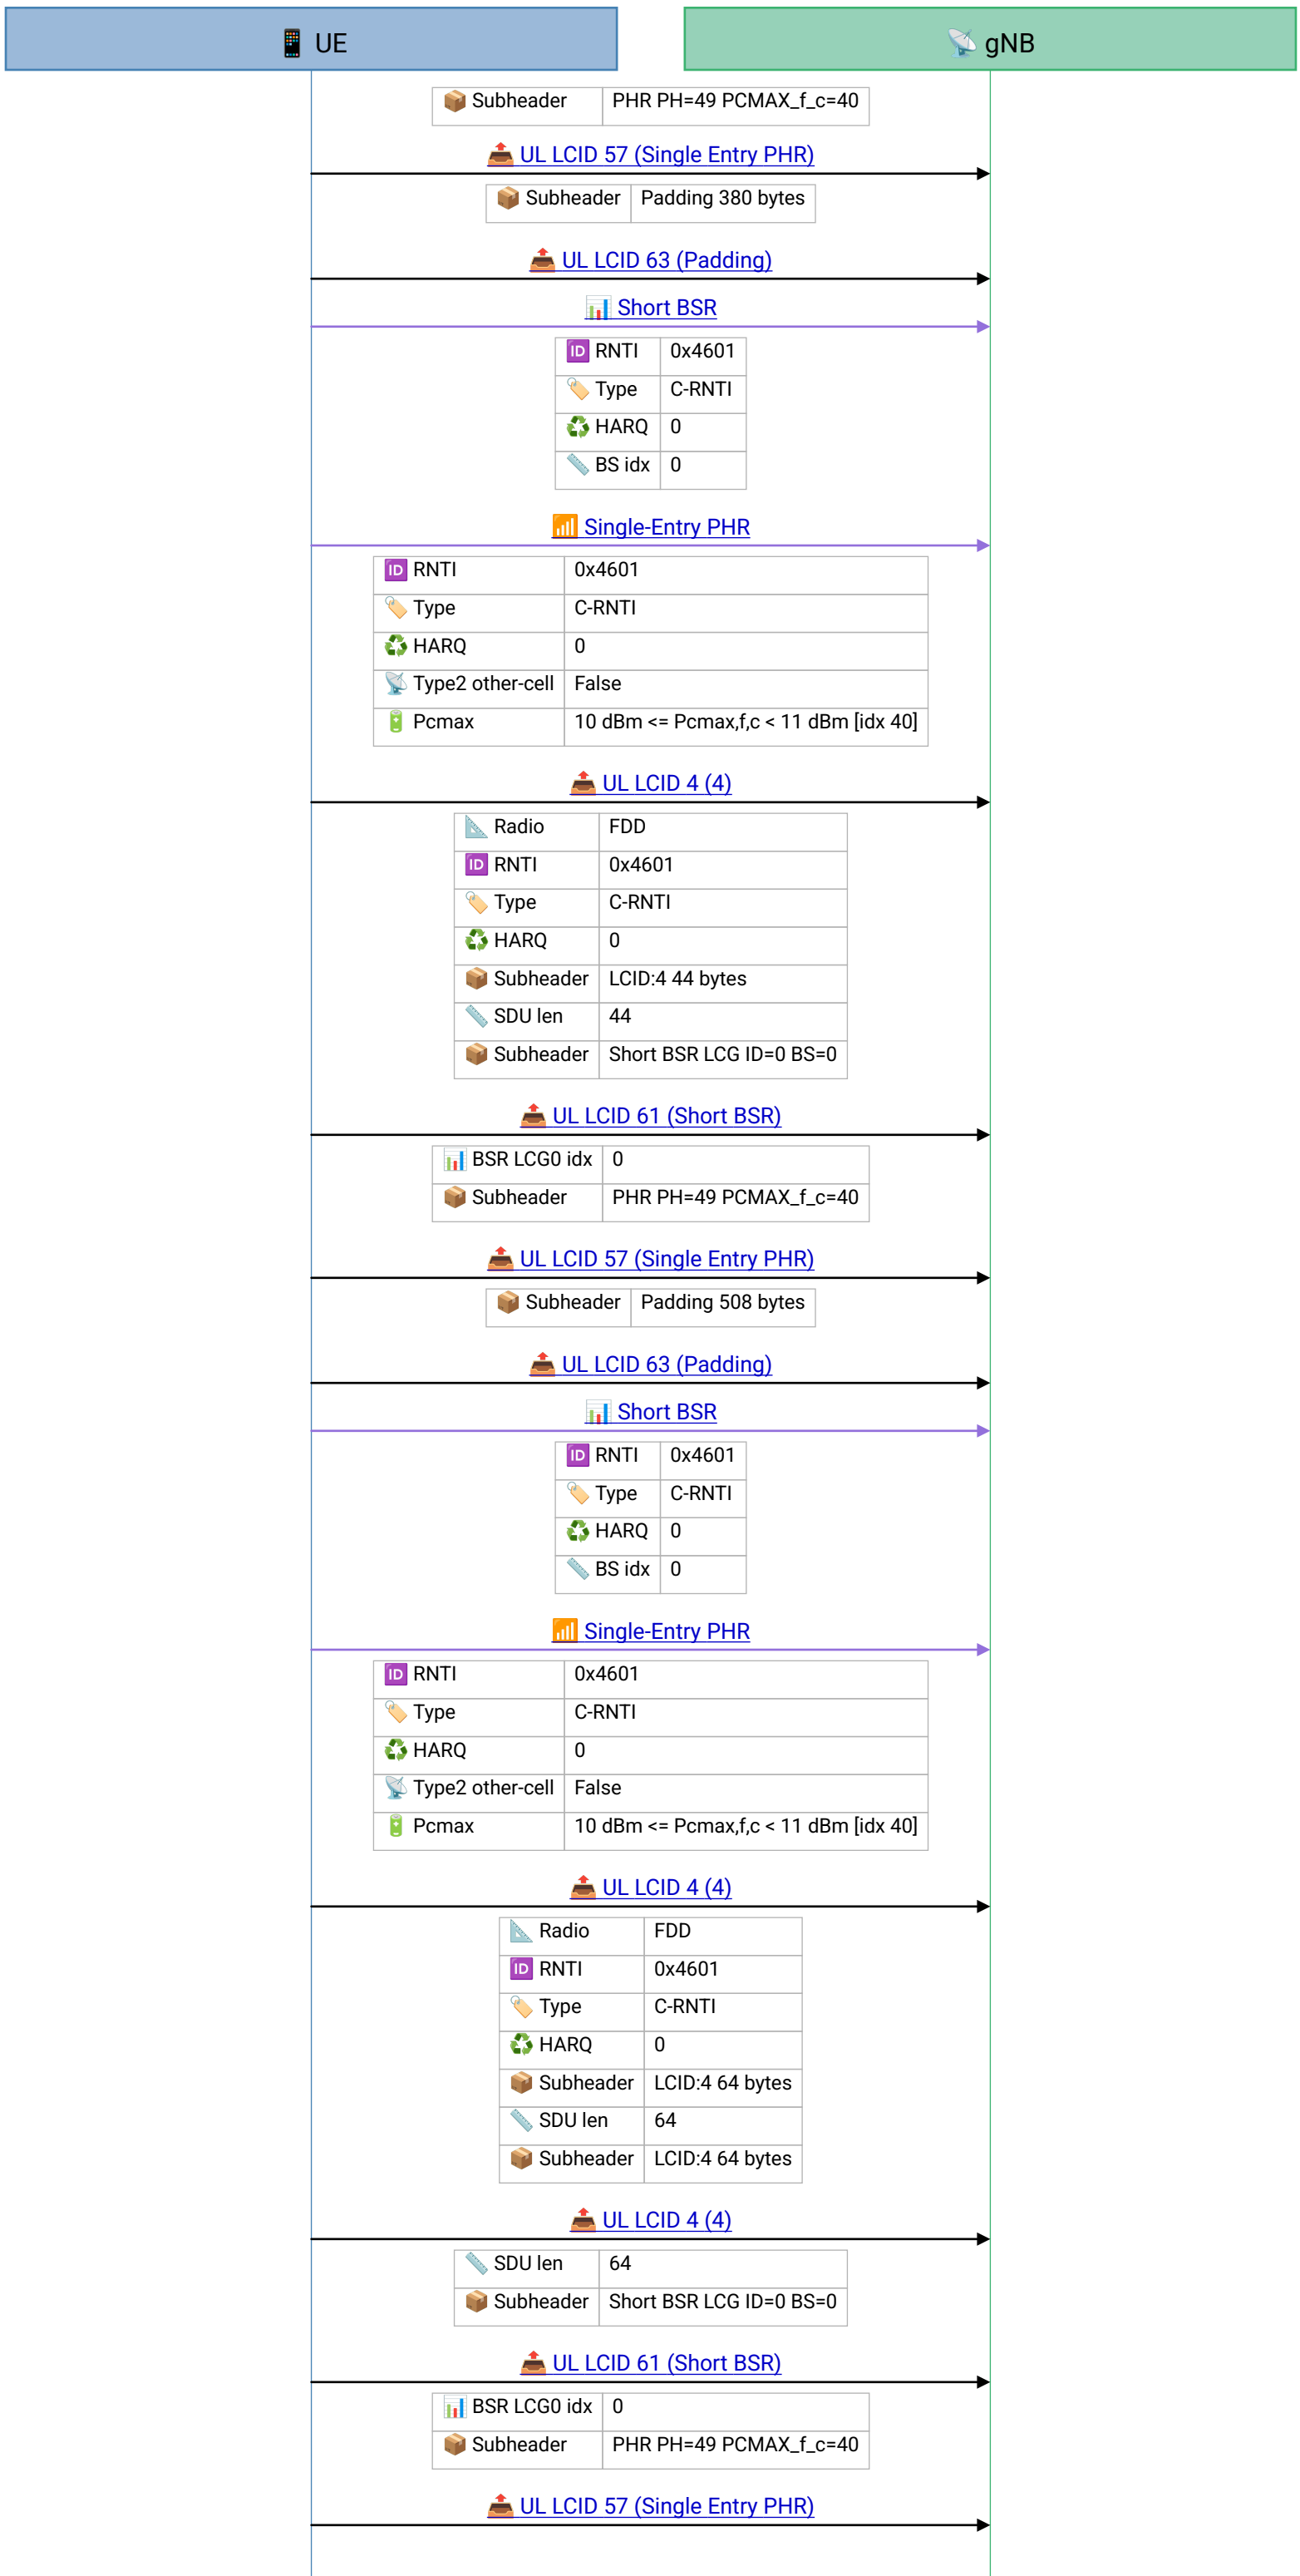 📱 UE
📡 gNB
📦 Subheader PHR PH=49 PCMAX_f_c=40
📤 UL LCID 57 (Single Entry PHR)
📦 Subheader Padding 380 bytes
📤 UL LCID 63 (Padding)
📊 Short BSR
🆔 RNTI 0x4601
🏷️ Type C-RNTI
♻️ HARQ 0
📏 BS idx 0
📶 Single-Entry PHR
🆔 RNTI 0x4601
🏷️ Type C-RNTI
♻️ HARQ 0
📡 Type2 other-cell False
🔋 Pcmax 10 dBm <= Pcmax,f,c < 11 dBm [idx 40]
📤 UL LCID 4 (4)
📐 Radio FDD
🆔 RNTI 0x4601
🏷️ Type C-RNTI
♻️ HARQ 0
📦 Subheader LCID:4 44 bytes
📏 SDU len 44
📦 Subheader Short BSR LCG ID=0 BS=0
📤 UL LCID 61 (Short BSR)
📊 BSR LCG0 idx 0
📦 Subheader PHR PH=49 PCMAX_f_c=40
📤 UL LCID 57 (Single Entry PHR)
📦 Subheader Padding 508 bytes
📤 UL LCID 63 (Padding)
📊 Short BSR
🆔 RNTI 0x4601
🏷️ Type C-RNTI
♻️ HARQ 0
📏 BS idx 0
📶 Single-Entry PHR
🆔 RNTI 0x4601
🏷️ Type C-RNTI
♻️ HARQ 0
📡 Type2 other-cell False
🔋 Pcmax 10 dBm <= Pcmax,f,c < 11 dBm [idx 40]
📤 UL LCID 4 (4)
📐 Radio FDD
🆔 RNTI 0x4601
🏷️ Type C-RNTI
♻️ HARQ 0
📦 Subheader LCID:4 64 bytes
📏 SDU len 64
📦 Subheader LCID:4 64 bytes
📤 UL LCID 4 (4)
📏 SDU len 64
📦 Subheader Short BSR LCG ID=0 BS=0
📤 UL LCID 61 (Short BSR)
📊 BSR LCG0 idx 0
📦 Subheader PHR PH=49 PCMAX_f_c=40
📤 UL LCID 57 (Single Entry PHR)